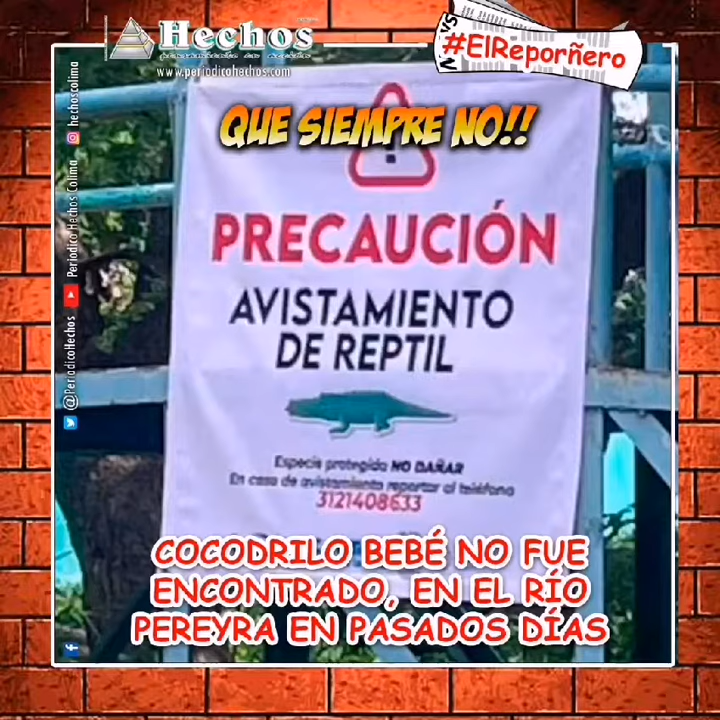 Hechos
www.periodicohechos.com
NEWS
#ElReporñero
hechoscolima
Periodico Hechos Colima
@PeriodicoHechos
QUE SIEMPRE NO!!
PRECAUCIÓN
AVISTAMIENTO
DE REPTIL
Especie protegida NO DAÑAR
En caso de avistamiento reportar al teléfono
3121408633
COCODRILO BEBÉ NO FUE
ENCONTRADO, EN EL RÍO
PEREYRA EN PASADOS DÍAS